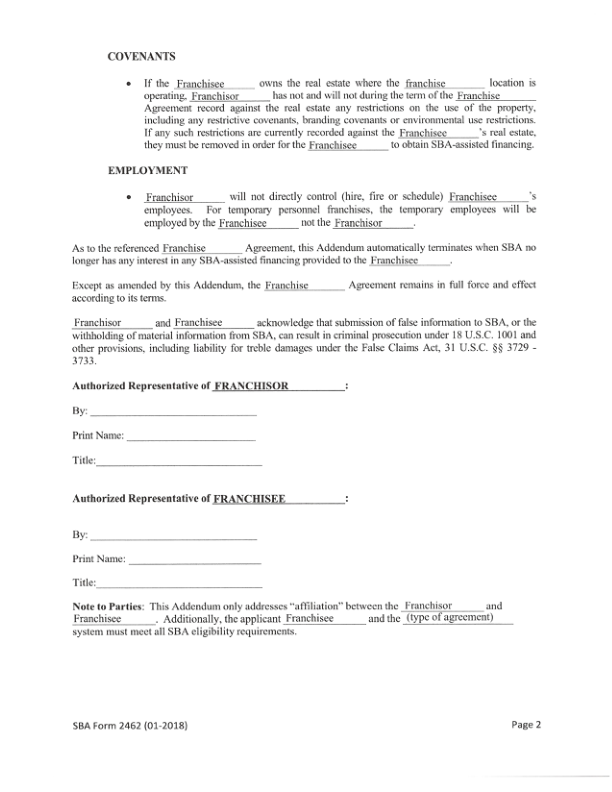 COVENANTS
• If the Franchisee owns the real estate where the franchise location is
operating, Franchisor has not and will not during the term of the Franchise
Agreement record against the real estate any restrictions on the use of the property,
including any restrictive covenants, branding covenants or environmental use restrictions.
If any such restrictions are currently recorded against the Franchisee 's real estate,
they must be removed in order for the Franchisee to obtain SBA-assisted financing.
EMPLOYMENT
• Franchisor will not directly control (hire, fire or schedule) Franchisee 's
employees. For temporary personnel franchises, the temporary employees will be
employed by the Franchisee not the Franchisor .
As to the referenced Franchise Agreement, this Addendum automatically terminates when SBA no
longer has any interest in any SBA-assisted financing provided to the Franchisee .
Except as amended by this Addendum, the Franchise Agreement remains in full force and effect
according to its terms.
Franchisor and Franchisee acknowledge that submission of false information to SBA, or the
withholding of material information from SBA, can result in criminal prosecution under 18 U.S.C. 1001 and
other provisions, including liability for treble damages under the False Claims Act, 31 U.S.C. §§ 3729 -
3733.
Authorized Representative of FRANCHISOR :
By:
Print Name:
Title:
Authorized Representative of FRANCHISEE :
By:
Print Name:
Title:
Note to Parties: This Addendum only addresses “affiliation” between the Franchisor and
Franchisee . Additionally, the applicant Franchisee and the (type of agreement)
system must meet all SBA eligibility requirements.
SBA Form 2462 (01-2018) Page 2